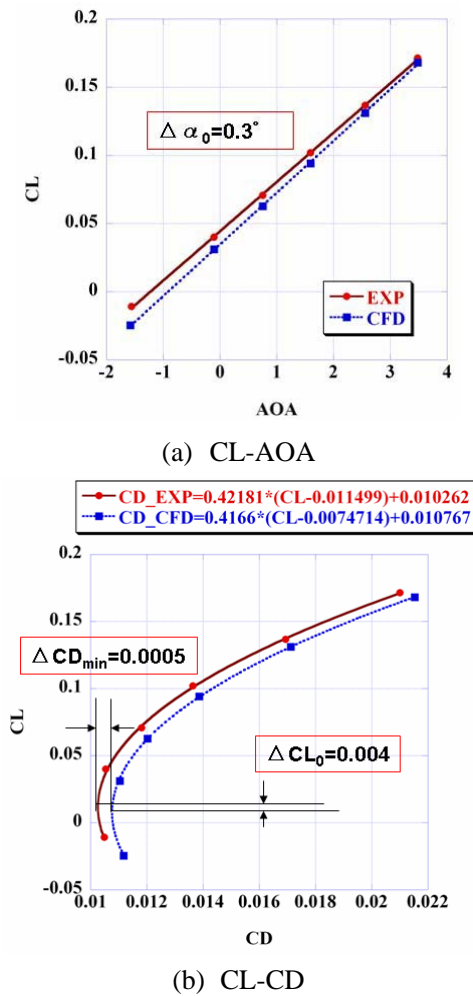 0.2
0.15
0.1
0.05
0
-0.05
CL
Δ α₀=0.3°
EXP
CFD
-2 -1 0 1 2 3 4
AOA
(a) CL-AOA
CD_EXP=0.42181*(CL-0.011499)+0.010262
CD_CFD=0.4166*(CL-0.0074714)+0.010767
0.2
0.15
0.1
0.05
0
-0.05
CL
ΔCDmin=0.0005
ΔCL₀=0.004
0.01 0.012 0.014 0.016 0.018 0.02 0.022
CD
(b) CL-CD